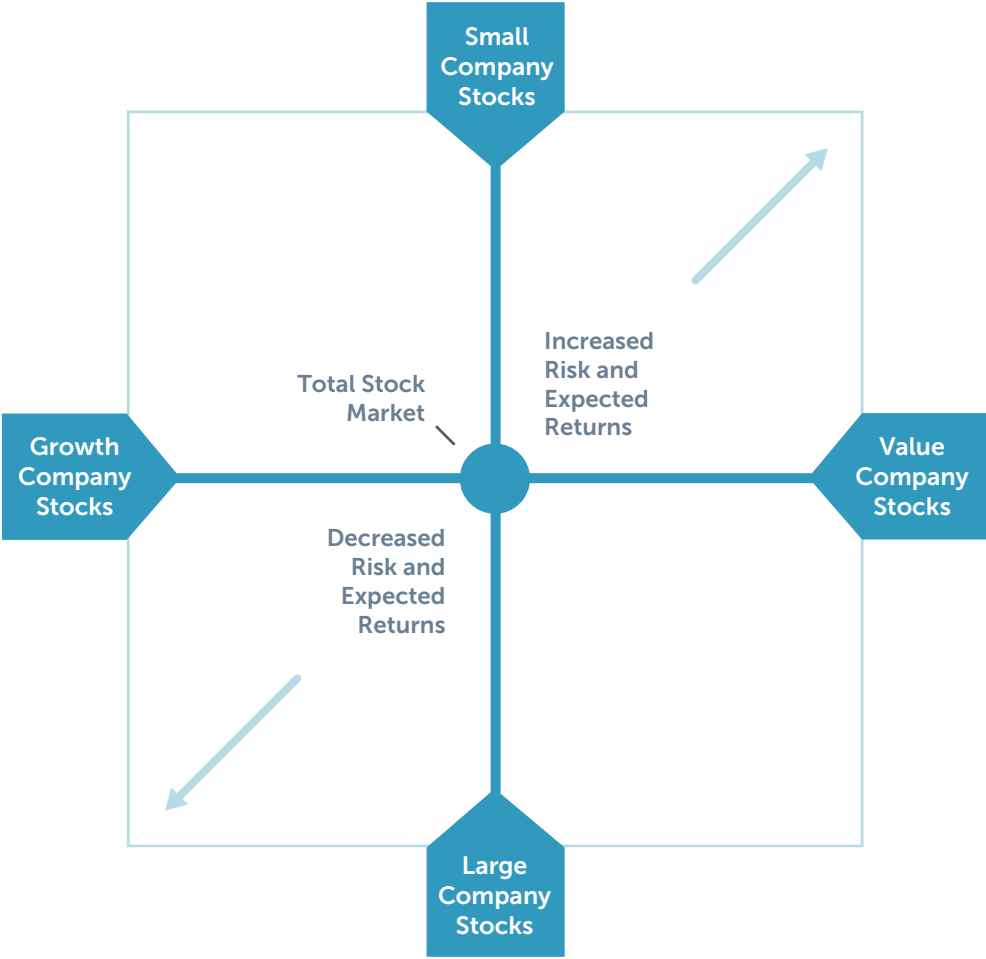 Small
Company
Stocks
Increased
Risk and
Expected
Returns
Total Stock
Market
Growth
Company
Stocks
Value
Company
Stocks
Decreased
Risk and
Expected
Returns
Large
Company
Stocks